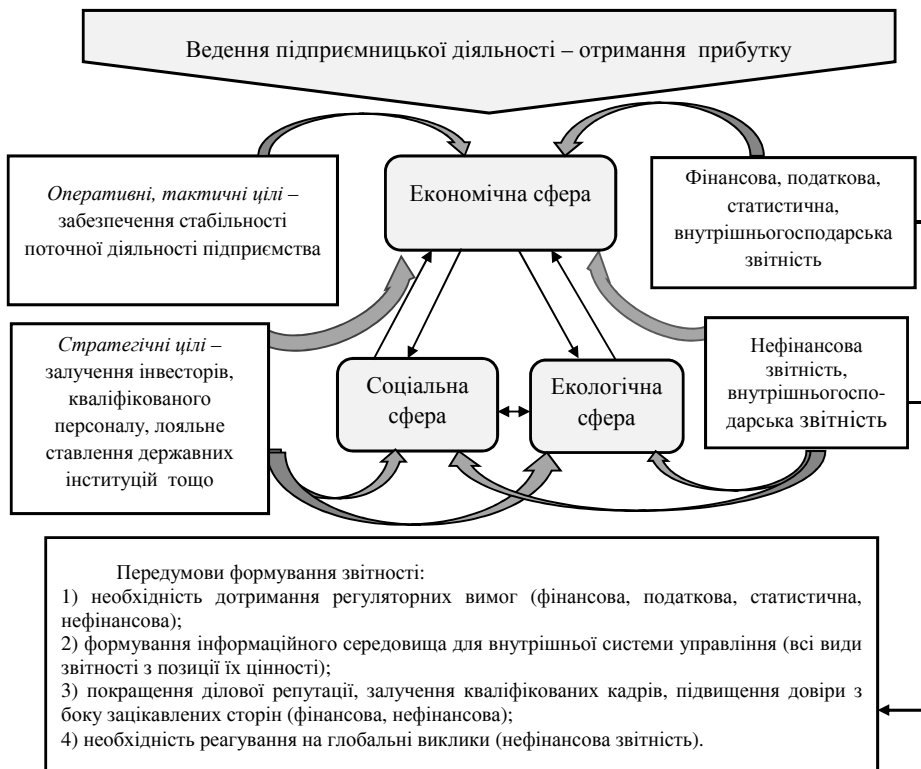 Ведення підприємницької діяльності – отримання прибутку
Оперативні, тактичні цілі –
забезпечення стабільності
поточної діяльності підприємства
Економічна сфера
Фінансова, податкова,
статистична,
внутрішньогосподарська
звітність
Стратегічні цілі –
залучення інвесторів,
кваліфікованого
персоналу, лояльне
ставлення державних
інституцій тощо
Соціальна
сфера
Екологічна
сфера
Нефінансова
звітність,
внутрішньогоспо-
дарська звітність
Передумови формування звітності:
1) необхідність дотримання регуляторних вимог (фінансова, податкова, статистична,
нефінансова);
2) формування інформаційного середовища для внутрішньої системи управління (всі види
звітності з позиції їх цінності);
3) покращення ділової репутації, залучення кваліфікованих кадрів, підвищення довіри з
боку зацікавлених сторін (фінансова, нефінансова);
4) необхідність реагування на глобальні виклики (нефінансова звітність).